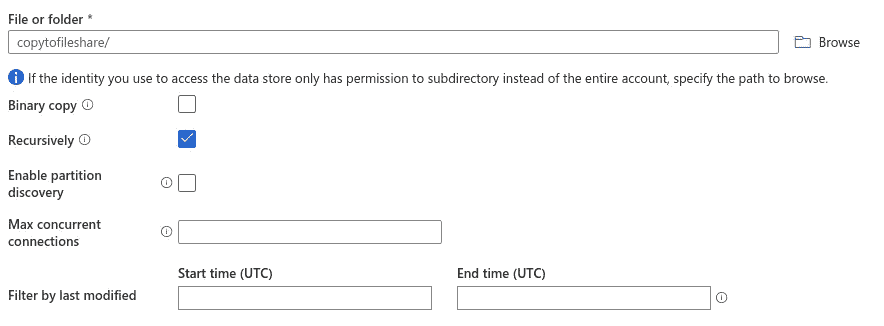 File or folder *
copytofileshare/
Browse
If the identity you use to access the data store only has permission to subdirectory instead of the entire account, specify the path to browse.
Binary copy
Recursively
Enable partition
discovery
Max concurrent
connections
Start time (UTC) End time (UTC)
Filter by last modified